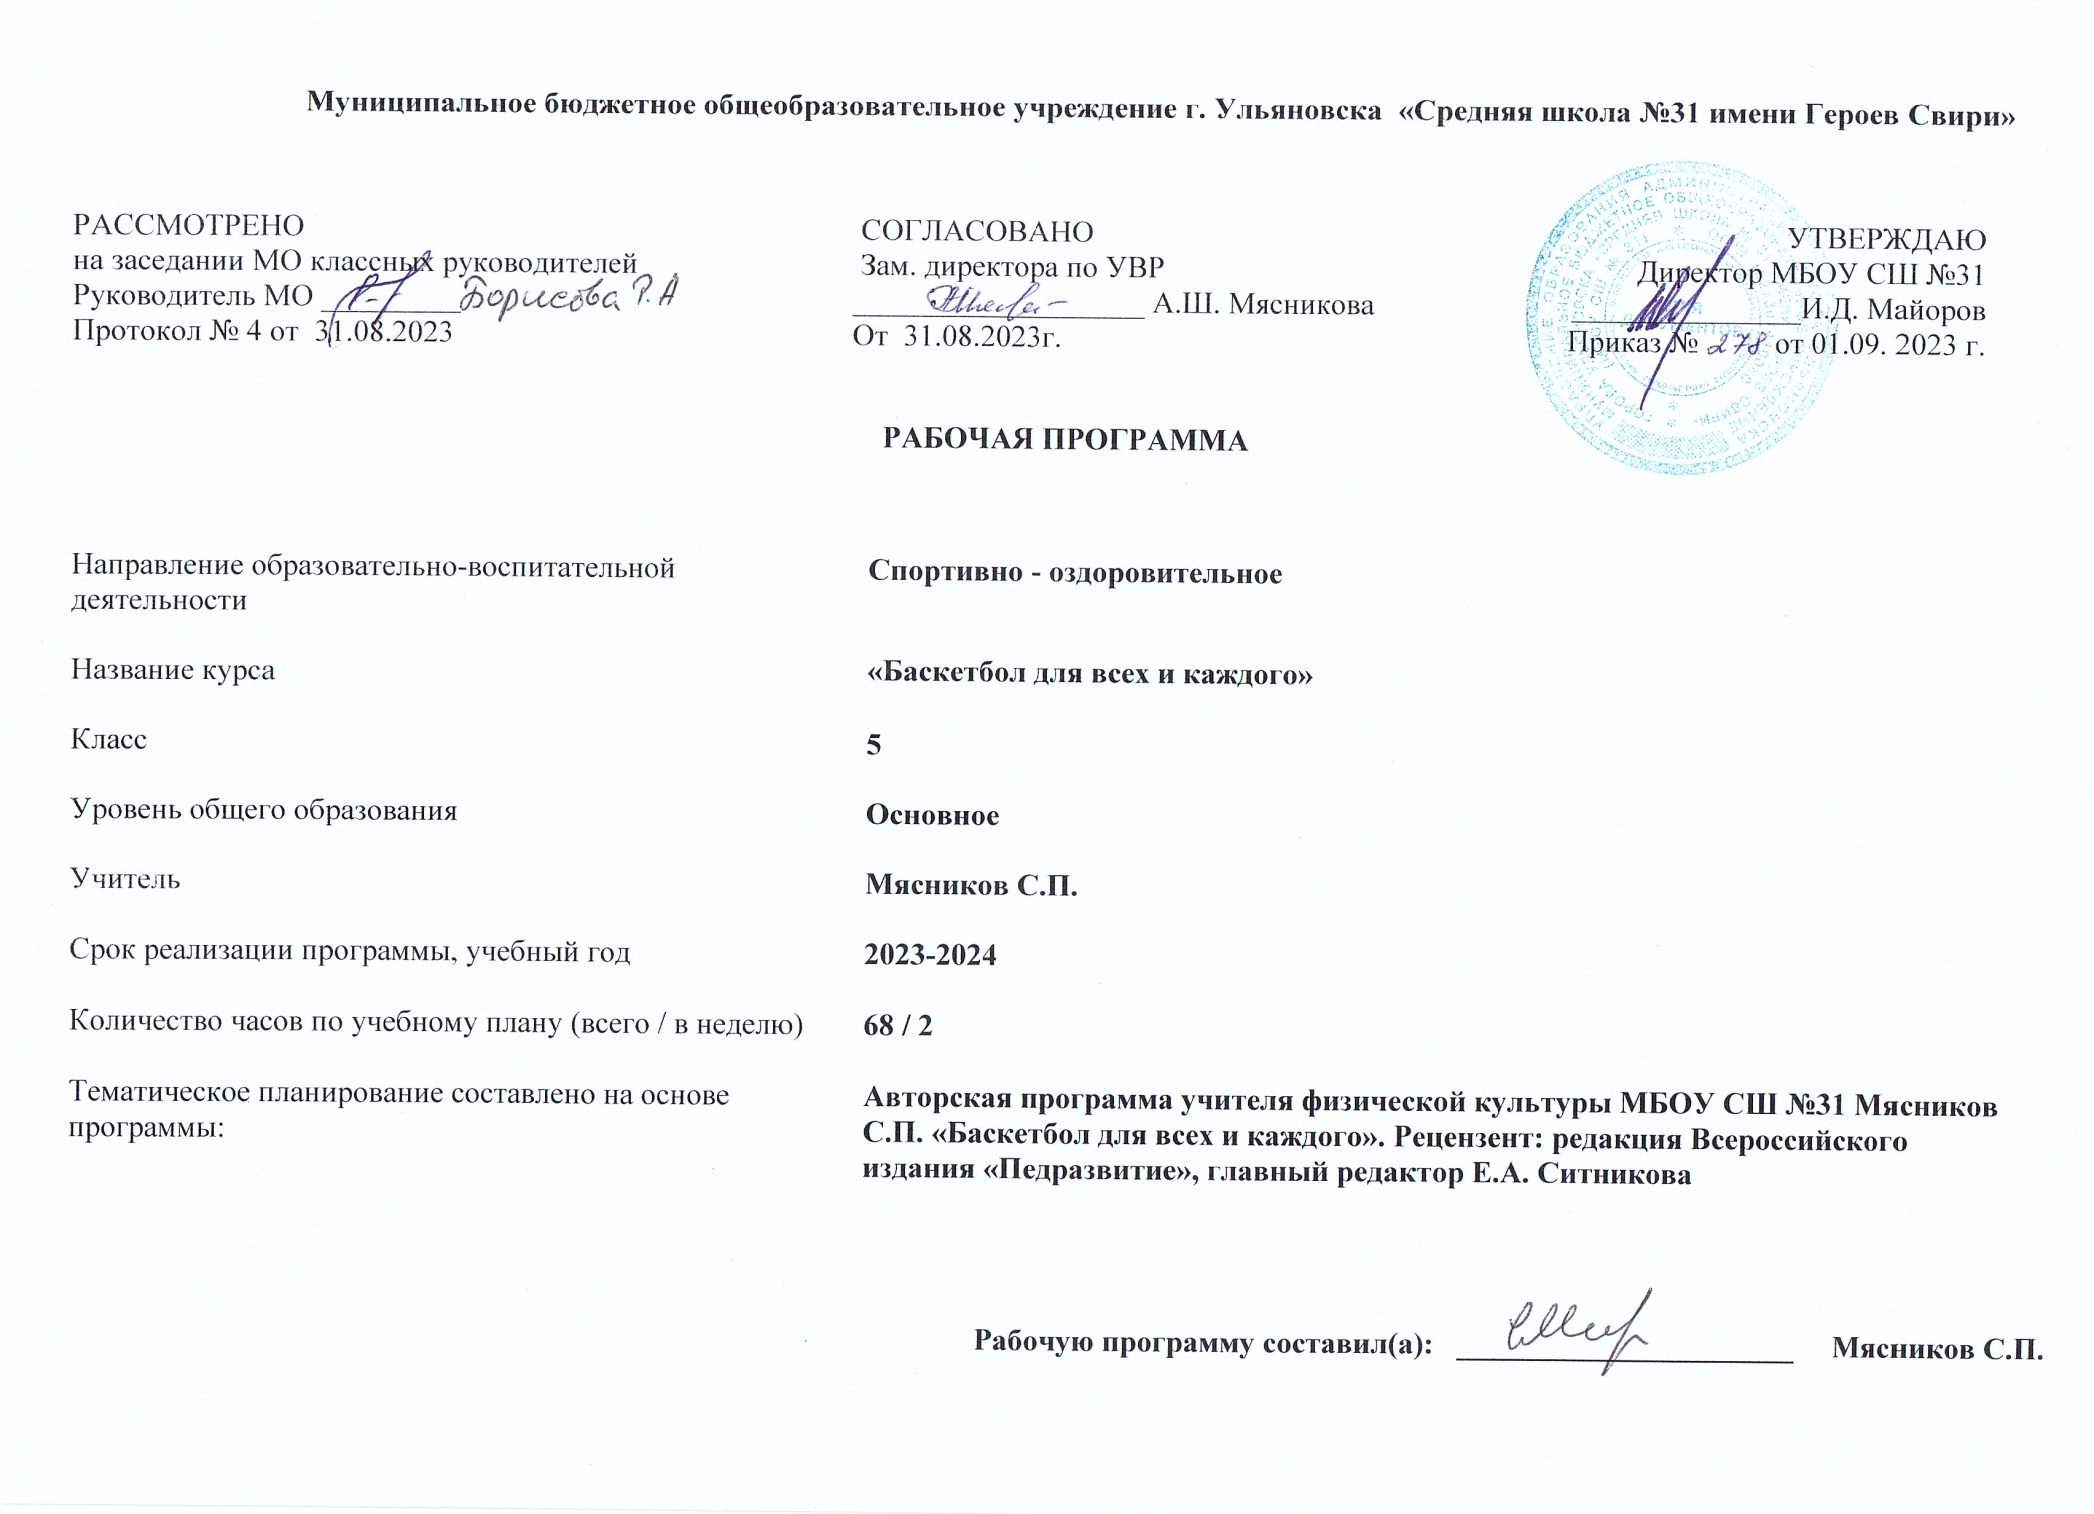 Муниципальное бюджетное общеобразовательное учреждение г. Ульяновска «Средняя школа №31 имени Героев Свири»
РАССМОТРЕНО
на заседании МО классных руководителей
Руководитель МО _________ Борисова Р.А
Протокол № 4 от 31.08.2023
СОГЛАСОВАНО
Зам. директора по УВР
___________________ А.Ш. Мясникова
От 31.08.2023г.
УТВЕРЖДАЮ
Директор МБОУ СШ №31
_______________И.Д. Майоров
Приказ № 278 от 01.09. 2023 г.
РАБОЧАЯ ПРОГРАММА
Направление образовательно-воспитательной
деятельности
Спортивно - оздоровительное
Название курса
«Баскетбол для всех и каждого»
Класс
5
Уровень общего образования
Основное
Учитель
Мясников С.П.
Срок реализации программы, учебный год
2023-2024
Количество часов по учебному плану (всего / в неделю)
68 / 2
Тематическое планирование составлено на основе
программы:
Авторская программа учителя физической культуры МБОУ СШ №31 Мясников
С.П. «Баскетбол для всех и каждого». Рецензент: редакция Всероссийского
издания «Педразвитие», главный редактор Е.А. Ситникова
Рабочую программу составил(а): _____________________ Мясников С.П.